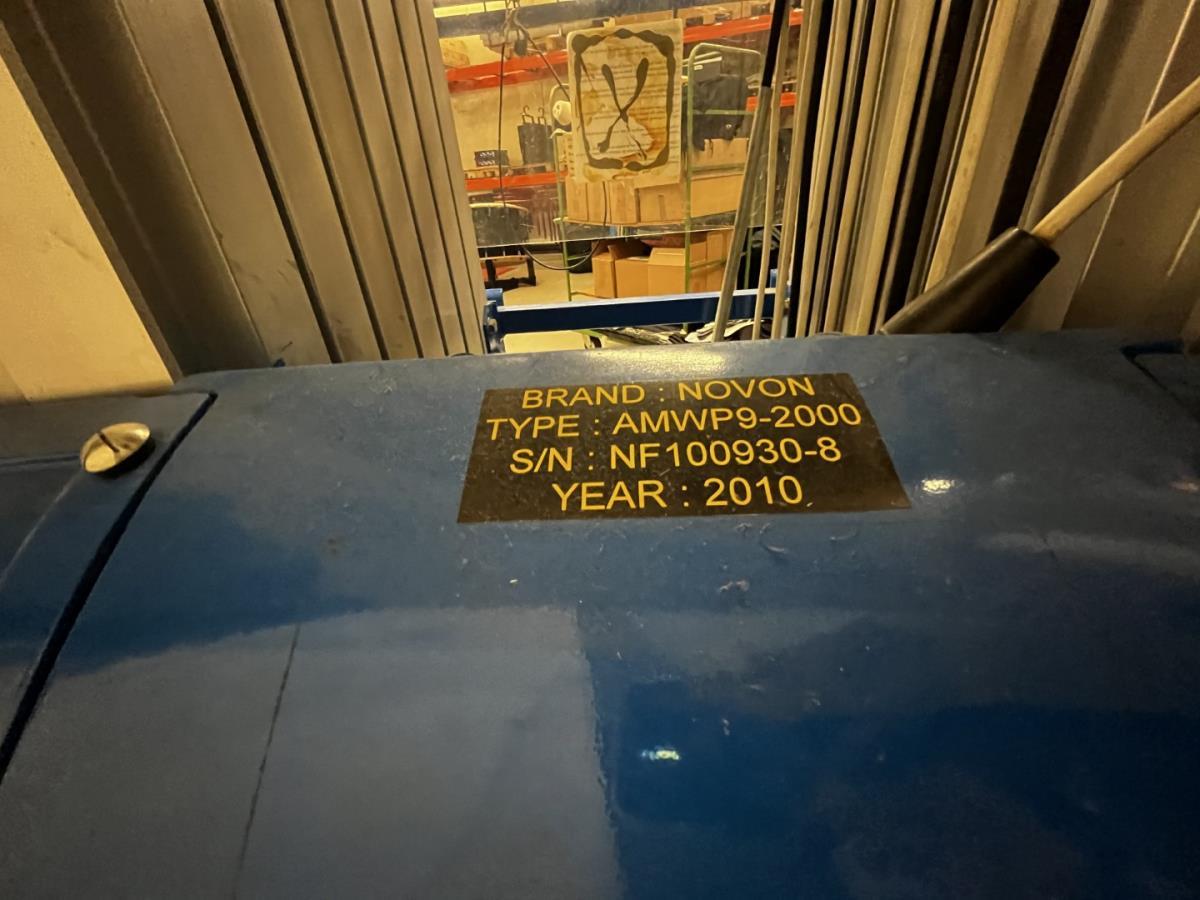 BRAND : NOVON
TYPE : AMWP9-2000
S/N : NF100930-8
YEAR : 2010